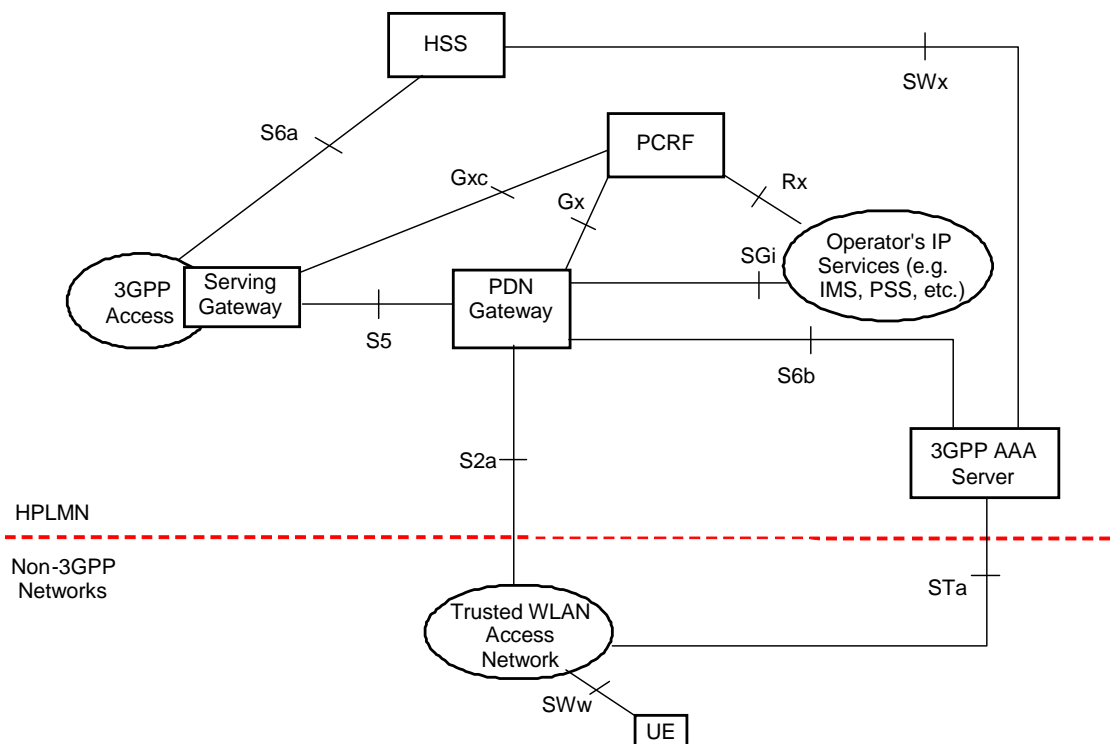 HSS
SWx
S6a
PCRF
Gxc
Rx
Gx
Operator's IP
Services (e.g.
IMS, PSS, etc.)
SGi
3GPP
Access
Serving
Gateway
PDN
Gateway
S5
S6b
S2a
3GPP AAA
Server
HPLMN
Non-3GPP
Networks
STa
Trusted WLAN
Access
Network
SWw
UE